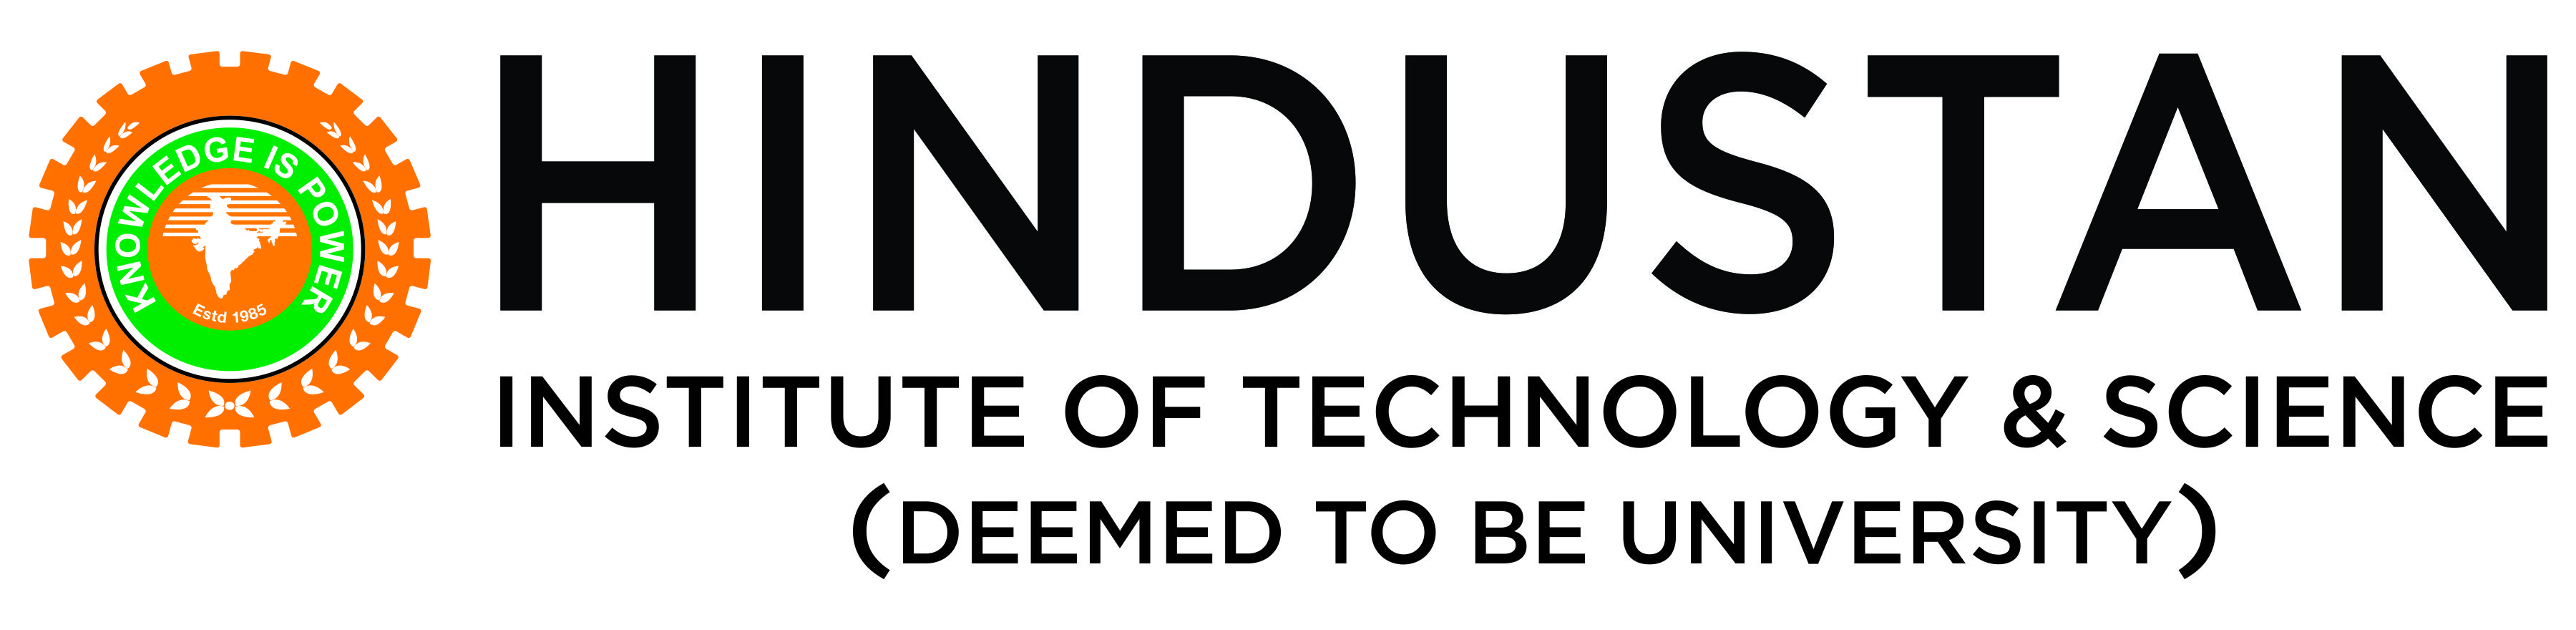 KNOWLEDGE IS POWER
Estd 1985
HINDUSTAN
INSTITUTE OF TECHNOLOGY & SCIENCE
(DEEMED TO BE UNIVERSITY)